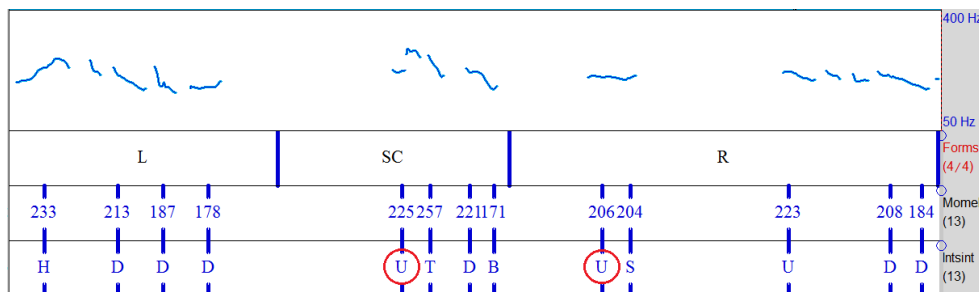 400 Hz
50 Hz
L SC R
Forms
(4/4)
233 213 187 178 225 257 221 171 206 204 223 208 184
(13)
H D D D U T D B U S U D D
Intsint
(13)